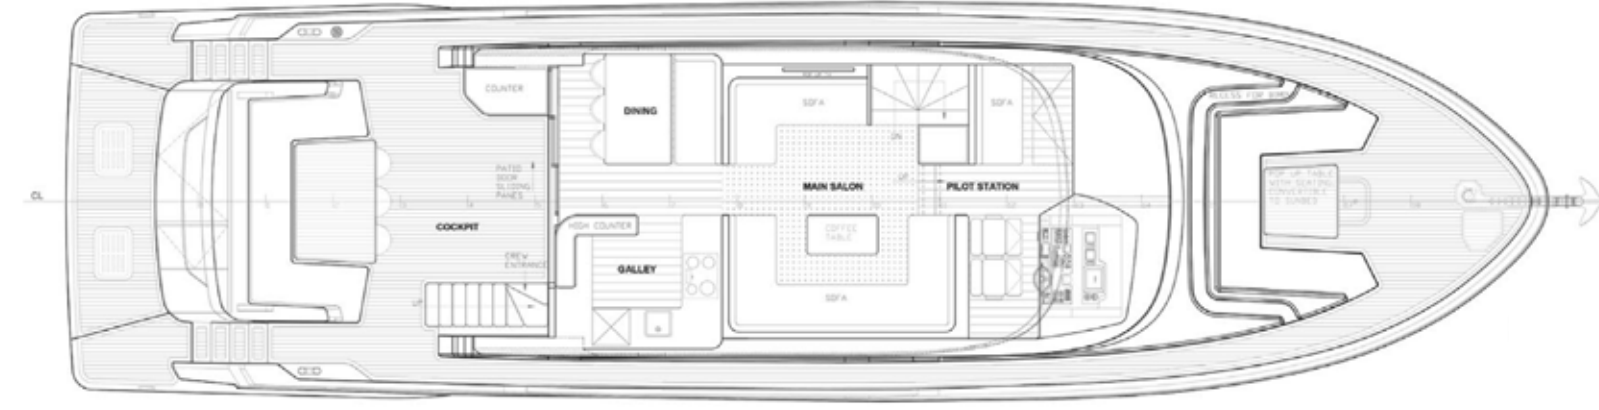 ACCESS FOR
COUNTER
DINING
SOFA
SOFA
DN
PATIO
DOOR
SLIDING
PANES
UP
MAIN SALON
PILOT STATION
POP UP TABLE
WITH SEATING
CONVERTIBLE
TO SUNBED
CL
COCKPIT
HIGH COUNTER
COFFEE
TABLE
CREW
ENTRANCE
GALLEY
SOFA
UP